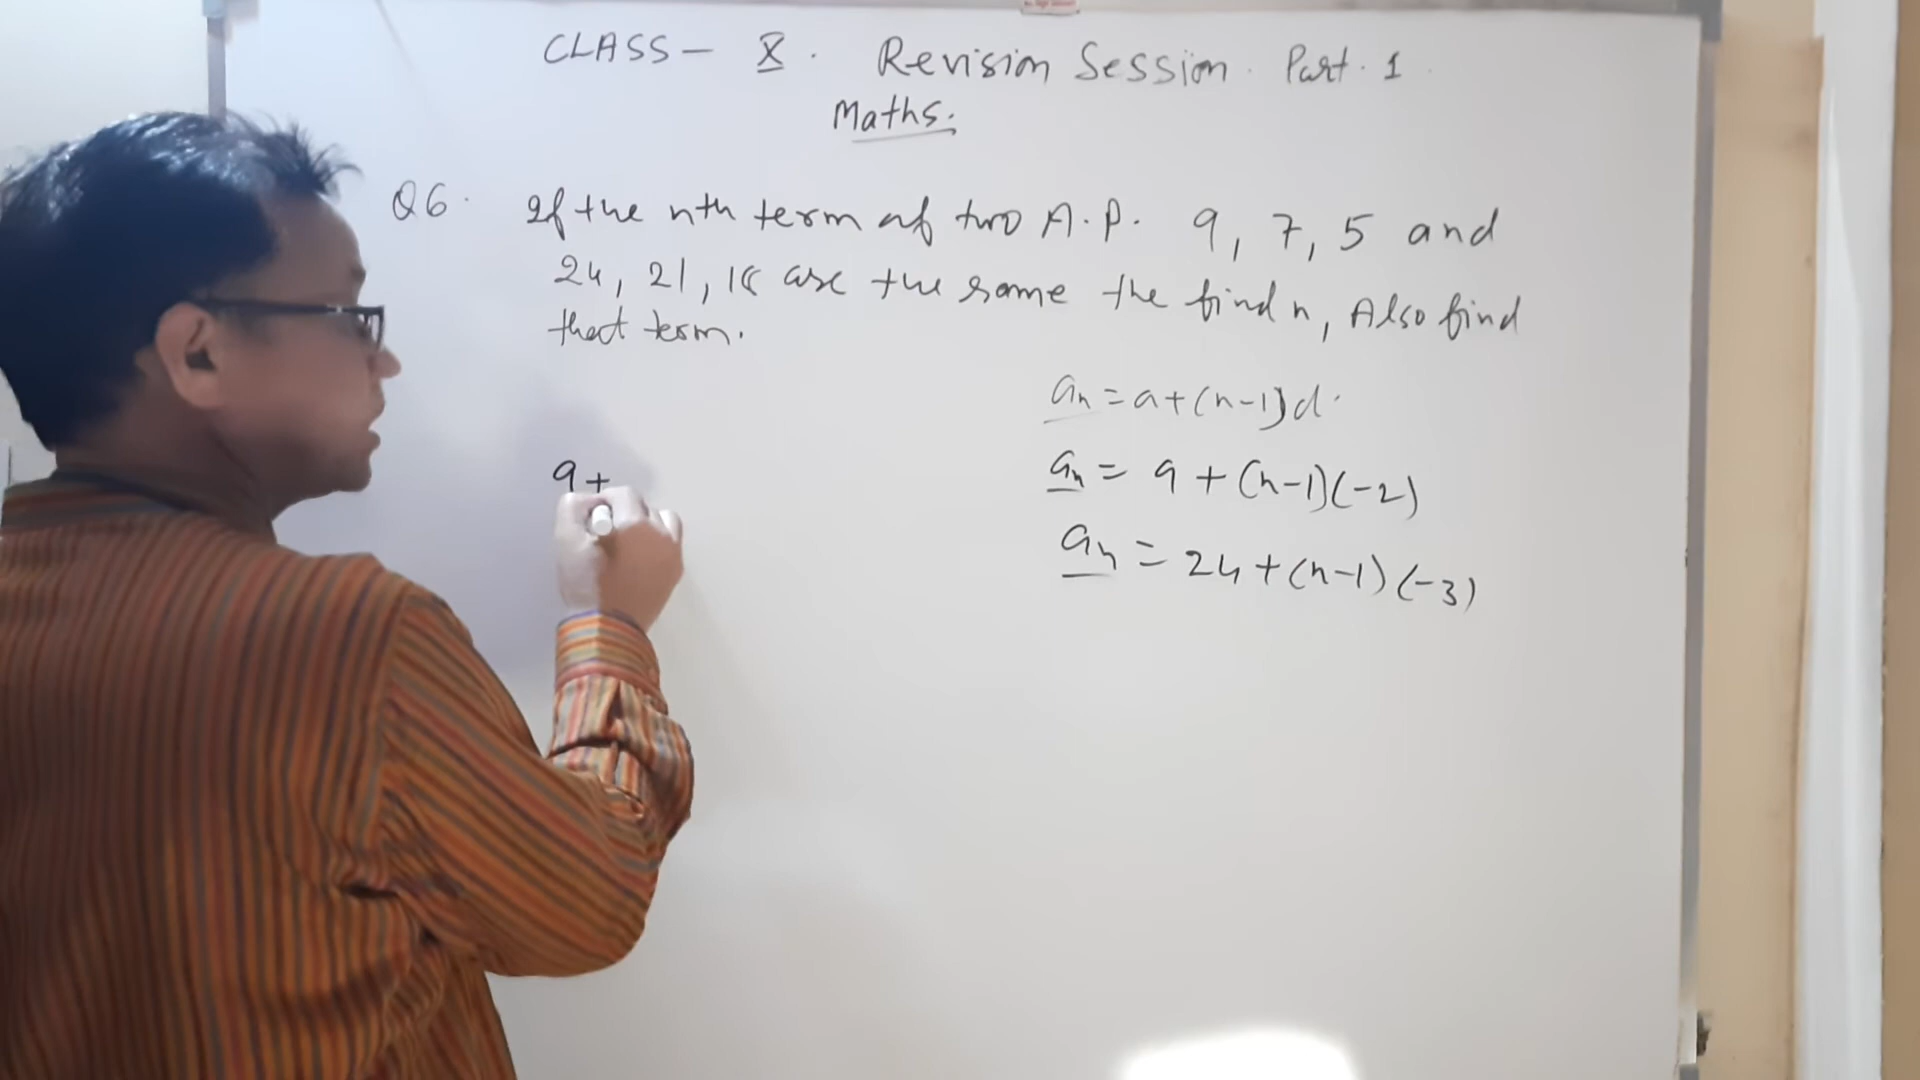 CLASS - X. Revision Session. Part. 1
Maths.
Q6. If the nth term of two A.P. 9, 7, 5 and
24, 21, 18 are the same the find n, Also find
that term.
an = a+(n-1)d.
an = 9+(n-1)(-2)
an = 24+(n-1)(-3)
9+